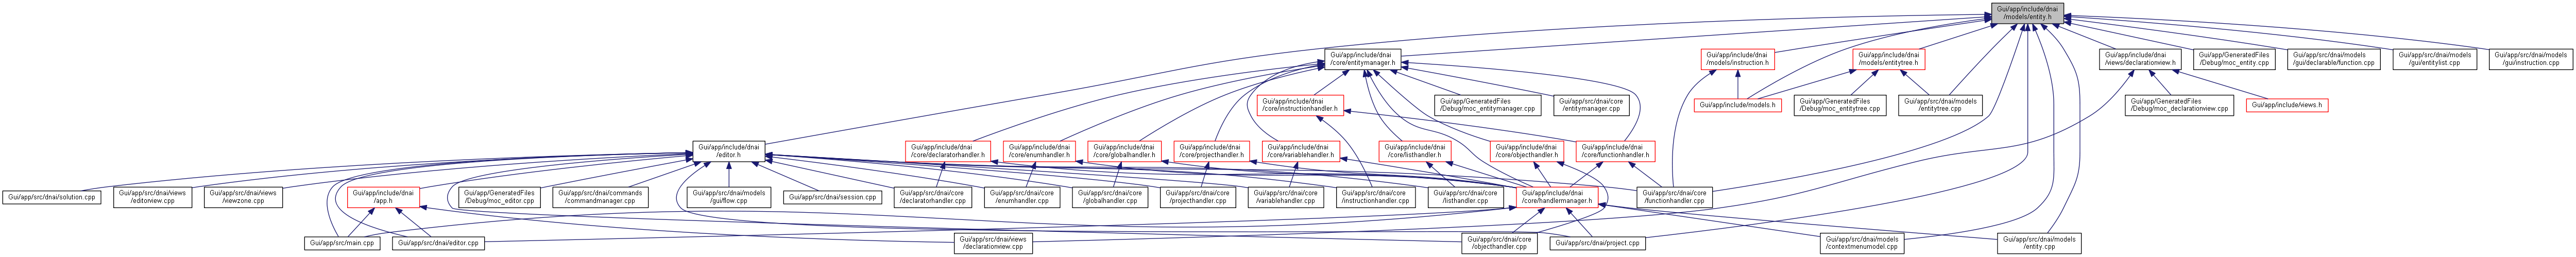 Gui/app/include/dnai
/models/entity.h
Gui/app/include/dnai
/core/entitymanager.h
Gui/app/include/dnai
/models/instruction.h
Gui/app/include/dnai
/models/entitytree.h
Gui/app/include/dnai
/views/declarationview.h
Gui/app/GeneratedFiles
/Debug/moc_entity.cpp
Gui/app/src/dnai/models
/gui/declarable/function.cpp
Gui/app/src/dnai/models
/gui/entitylist.cpp
Gui/app/src/dnai/models
/gui/instruction.cpp
Gui/app/include/dnai
/core/instructionhandler.h
Gui/app/GeneratedFiles
/Debug/moc_entitymanager.cpp
Gui/app/src/dnai/core
/entitymanager.cpp
Gui/app/include/models.h
Gui/app/GeneratedFiles
/Debug/moc_entitytree.cpp
Gui/app/src/dnai/models
/entitytree.cpp
Gui/app/GeneratedFiles
/Debug/moc_declarationview.cpp
Gui/app/include/views.h
Gui/app/include/dnai
/editor.h
Gui/app/include/dnai
/core/declaratorhandler.h
Gui/app/include/dnai
/core/enumhandler.h
Gui/app/include/dnai
/core/globalhandler.h
Gui/app/include/dnai
/core/projecthandler.h
Gui/app/include/dnai
/core/variablehandler.h
Gui/app/include/dnai
/core/listhandler.h
Gui/app/include/dnai
/core/objecthandler.h
Gui/app/include/dnai
/core/functionhandler.h
Gui/app/src/dnai/solution.cpp
Gui/app/src/dnai/views
/editorview.cpp
Gui/app/src/dnai/views
/viewzone.cpp
Gui/app/include/dnai
/app.h
Gui/app/GeneratedFiles
/Debug/moc_editor.cpp
Gui/app/src/dnai/commands
/commandmanager.cpp
Gui/app/src/dnai/models
/gui/flow.cpp
Gui/app/src/dnai/session.cpp
Gui/app/src/dnai/core
/declaratorhandler.cpp
Gui/app/src/dnai/core
/enumhandler.cpp
Gui/app/src/dnai/core
/globalhandler.cpp
Gui/app/src/dnai/core
/projecthandler.cpp
Gui/app/src/dnai/core
/variablehandler.cpp
Gui/app/src/dnai/core
/instructionhandler.cpp
Gui/app/src/dnai/core
/listhandler.cpp
Gui/app/include/dnai
/core/handlermanager.h
Gui/app/src/dnai/core
/functionhandler.cpp
Gui/app/src/main.cpp
Gui/app/src/dnai/editor.cpp
Gui/app/src/dnai/views
/declarationview.cpp
Gui/app/src/dnai/core
/objecthandler.cpp
Gui/app/src/dnai/project.cpp
Gui/app/src/dnai/models
/contextmenumodel.cpp
Gui/app/src/dnai/models
/entity.cpp